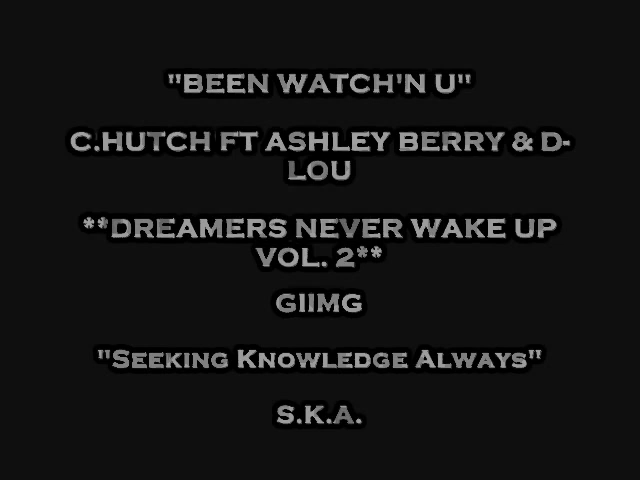 "BEEN WATCH'N U"
C.HUTCH FT ASHLEY BERRY & D-
LOU
**DREAMERS NEVER WAKE UP
VOL. 2**
GIIMG
"SEEKING KNOWLEDGE ALWAYS"
S.K.A.